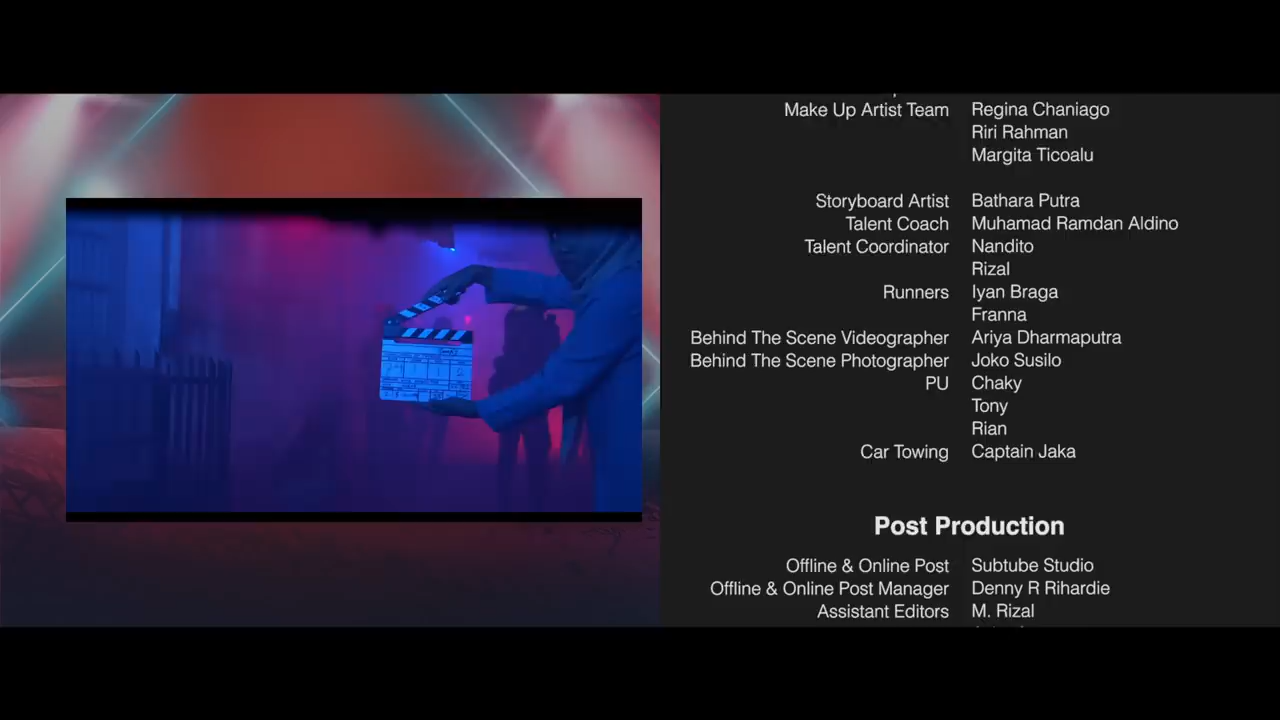 Make Up Artist Team Regina Chaniago
Riri Rahman
Margita Ticoalu
Storyboard Artist Bathara Putra
Talent Coach Muhamad Ramdan Aldino
Talent Coordinator Nandito
Rizal
Runners Iyan Braga
Franna
Behind The Scene Videographer Ariya Dharmaputra
Behind The Scene Photographer Joko Susilo
PU Chaky
Tony
Rian
Car Towing Captain Jaka
Post Production
Offline & Online Post Subtube Studio
Offline & Online Post Manager Denny R Rihardie
Assistant Editors M. Rizal